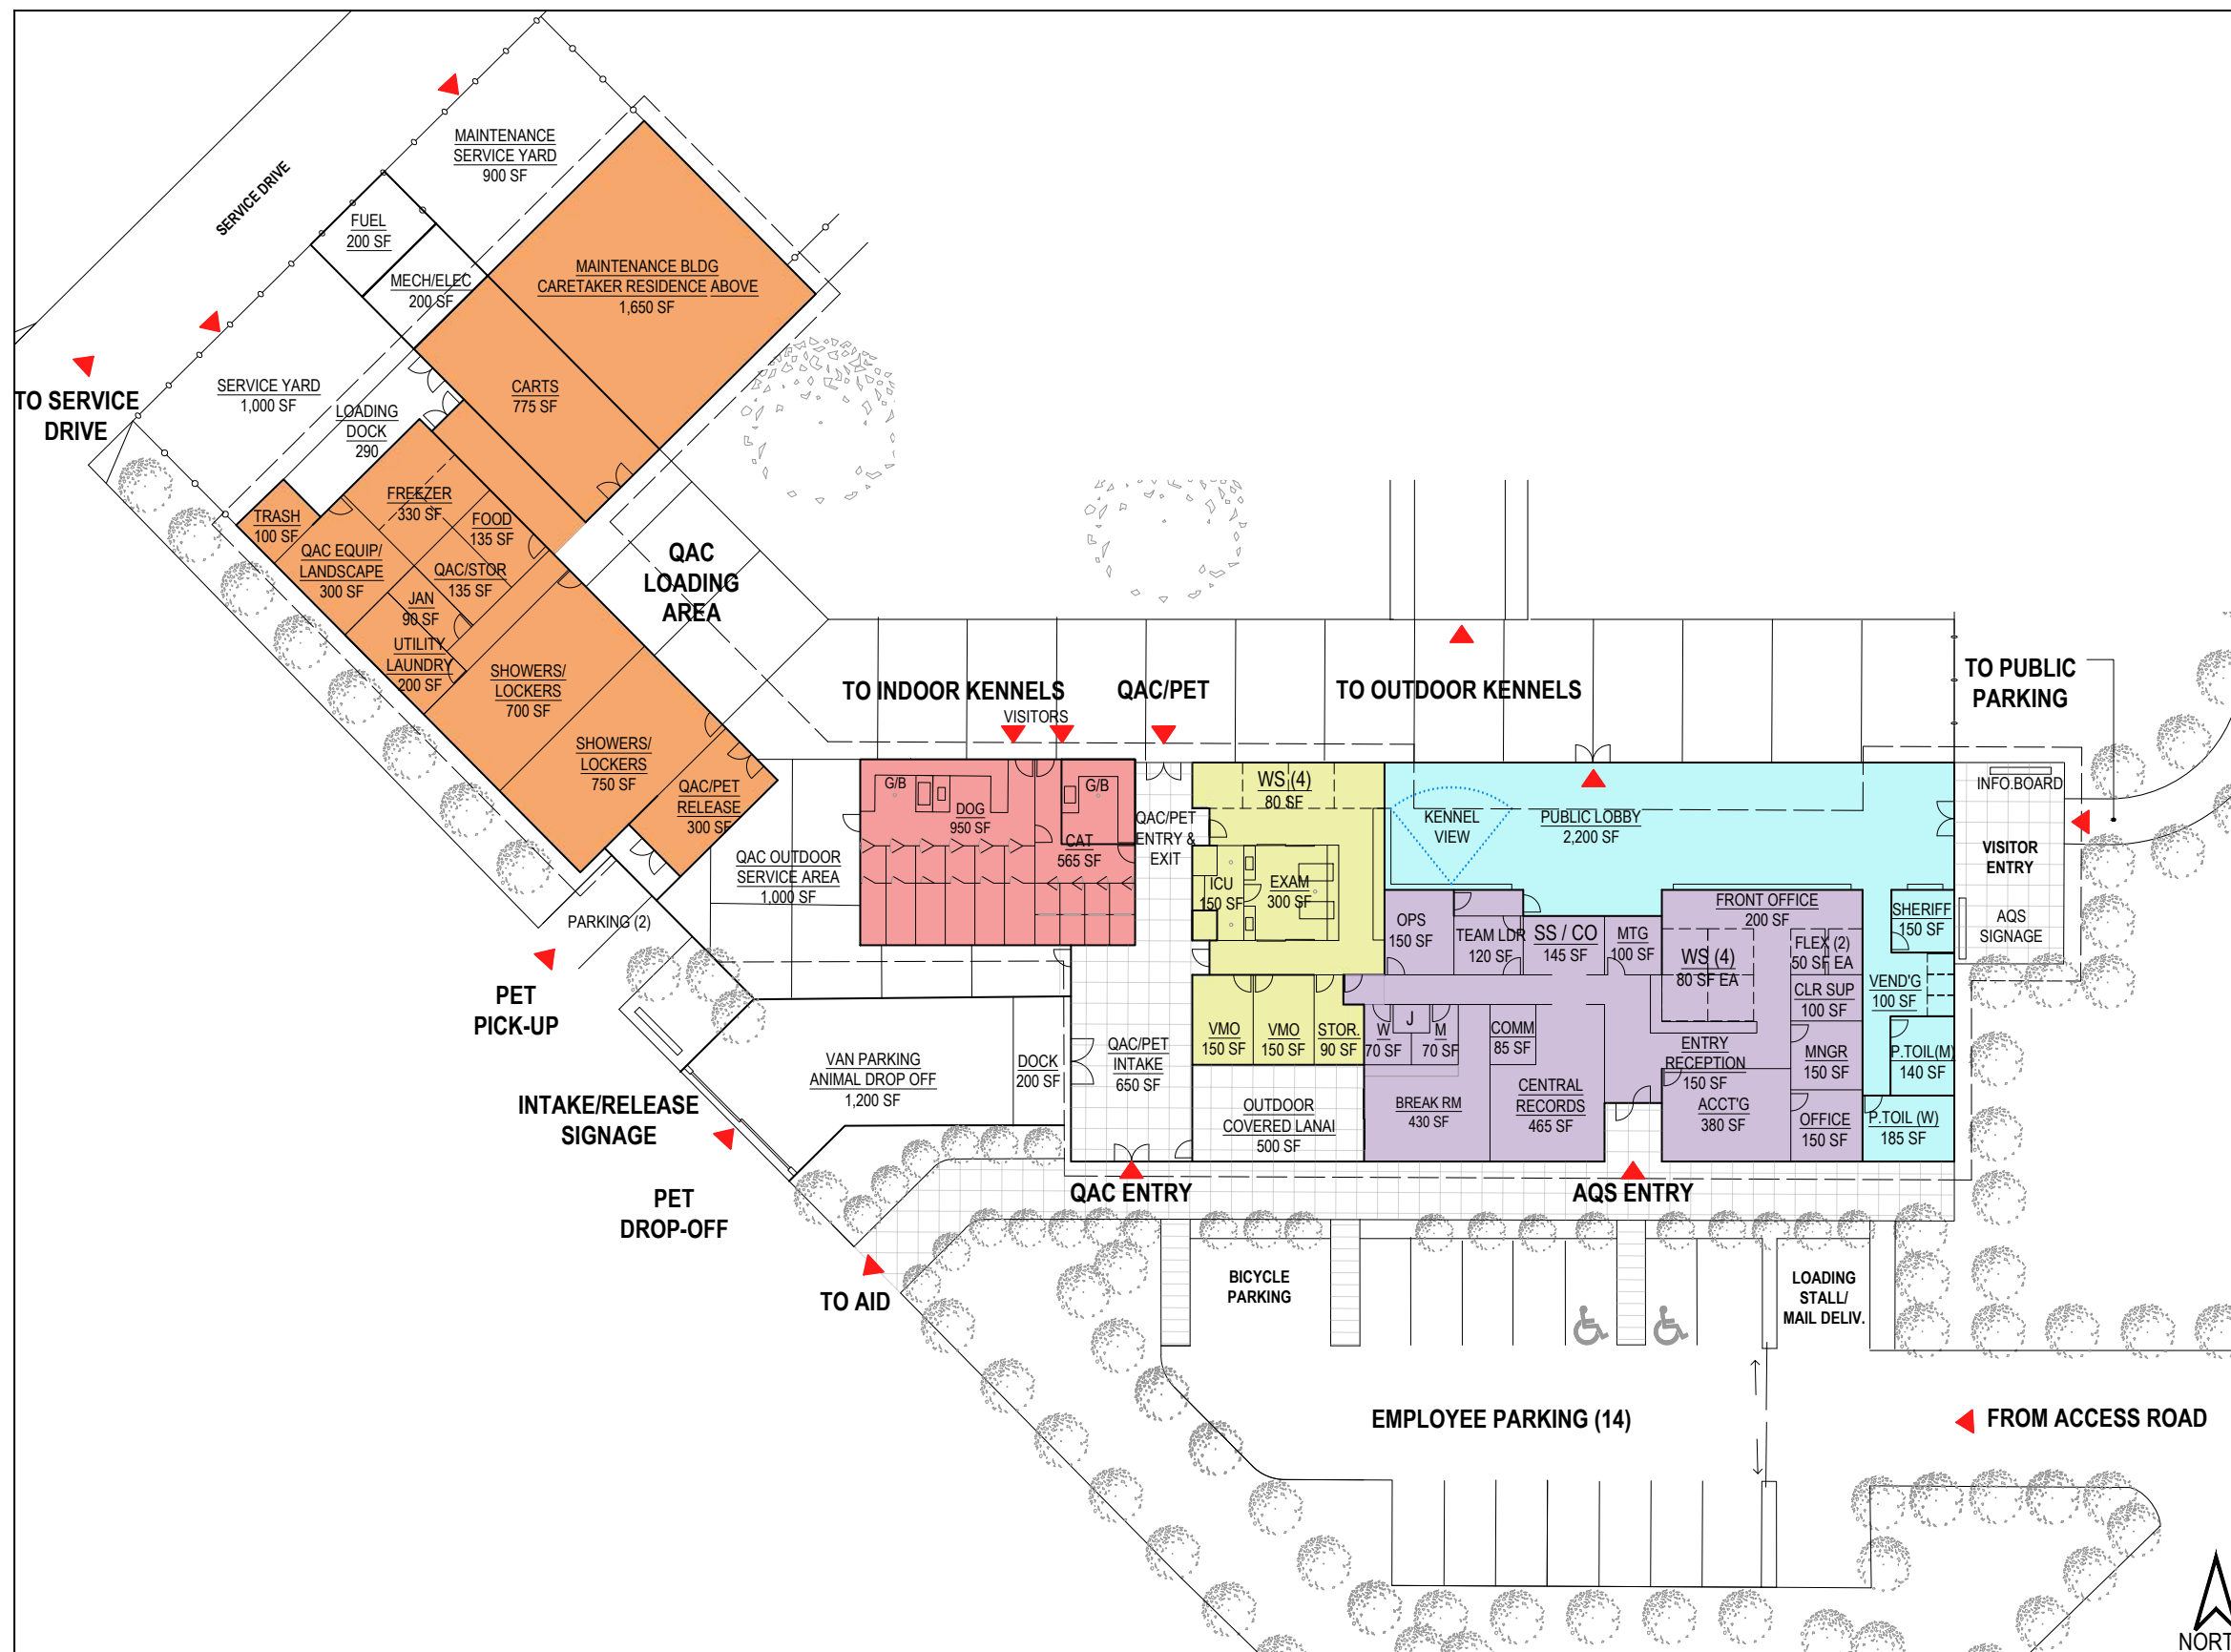 MAINTENANCE
SERVICE YARD
900 SF
SERVICE DRIVE
FUEL
200 SF
MECH/ELEC
200 SF
MAINTENANCE BLDG
CARETAKER RESIDENCE ABOVE
1,650 SF
TO SERVICE
DRIVE
SERVICE YARD
1,000 SF
LOADING
DOCK
290
CARTS
775 SF
TRASH
100 SF
FREEZER
330 SF
FOOD
135 SF
QAC EQUIP/
LANDSCAPE
300 SF
QAC/STOR
135 SF
JAN
90 SF
UTILITY
LAUNDRY
200 SF
SHOWERS/
LOCKERS
700 SF
SHOWERS/
LOCKERS
750 SF
QAC/PET
RELEASE
300 SF
QAC
LOADING
AREA
TO INDOOR KENNELS
VISITORS
QAC/PET
TO OUTDOOR KENNELS
TO PUBLIC
PARKING
QAC OUTDOOR
SERVICE AREA
1,000 SF
G/B
DOG
950 SF
G/B
CAT
565 SF
QAC/PET
ENTRY &
EXIT
WS (4)
80 SF
ICU
150 SF
EXAM
300 SF
KENNEL
VIEW
PUBLIC LOBBY
2,200 SF
INFO.BOARD
VISITOR
ENTRY
AQS
SIGNAGE
OPS
150 SF
TEAM LDR
120 SF
SS / CO
145 SF
MTG
100 SF
FRONT OFFICE
200 SF
WS (4)
80 SF EA
FLEX (2)
50 SF EA
CLR SUP
100 SF
SHERIFF
150 SF
VEND'G
100 SF
PARKING (2)
PET
PICK-UP
VAN PARKING
ANIMAL DROP OFF
1,200 SF
DOCK
200 SF
QAC/PET
INTAKE
650 SF
VMO
150 SF
VMO
150 SF
STOR.
90 SF
W
70 SF
J
M
70 SF
COMM
85 SF
ENTRY
RECEPTION
150 SF
MNGR
150 SF
P.TOIL(M)
140 SF
OUTDOOR
COVERED LANAI
500 SF
BREAK RM
430 SF
CENTRAL
RECORDS
465 SF
ACCT'G
380 SF
OFFICE
150 SF
P.TOIL (W)
185 SF
INTAKE/RELEASE
SIGNAGE
PET
DROP-OFF
QAC ENTRY
AQS ENTRY
TO AID
BICYCLE
PARKING
LOADING
STALL/
MAIL DELIV.
EMPLOYEE PARKING (14)
FROM ACCESS ROAD
NORT